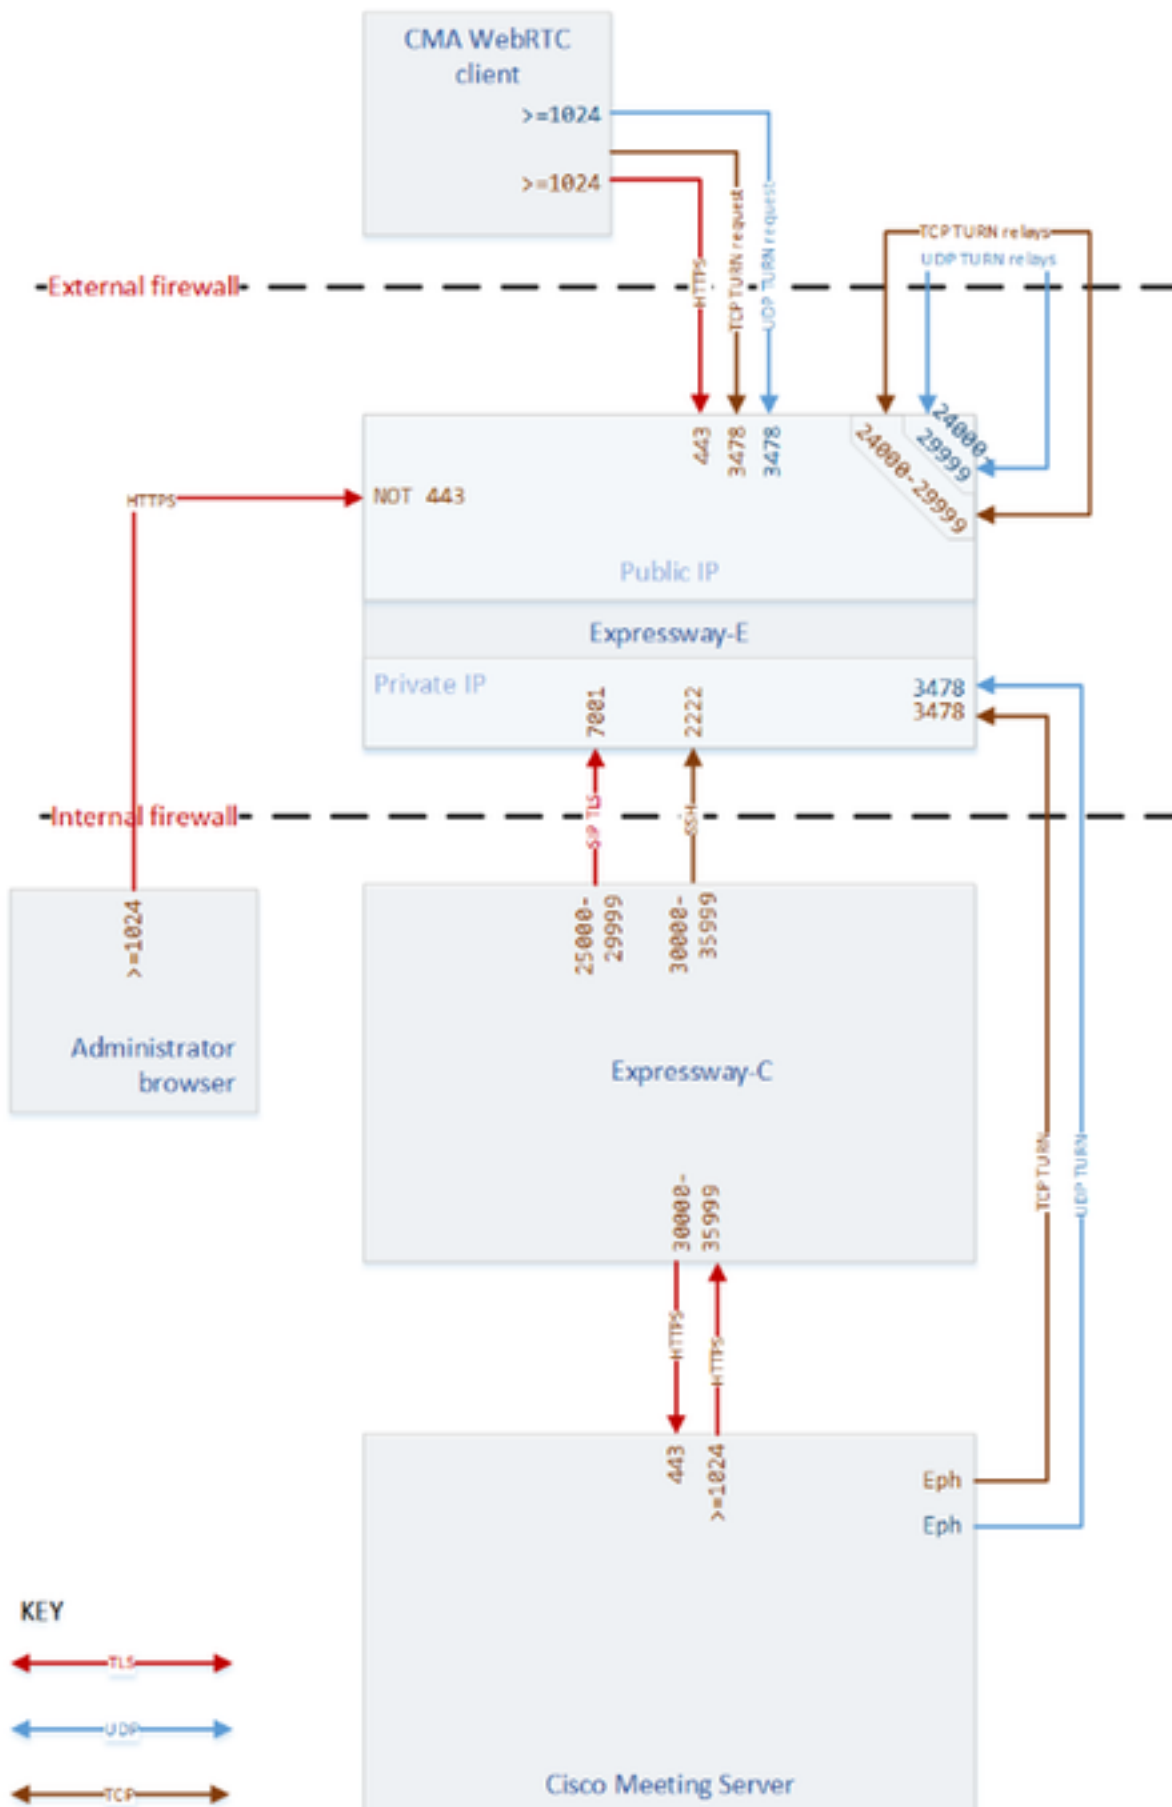 CMA WebRTC
client
>=1024
>=1024
TCP TURN relays
UDP TURN relays
External firewall
HTTPS
TCP TURN request
UDP TURN request
443
3478
3478
24000-
29999
24000-29999
HTTPS
NOT 443
Public IP
Expressway-E
Private IP
7001
2222
3478
3478
Internal firewall
SIP TLS
SSH
>=1024
Administrator
browser
25000-
29999
30000-
35999
Expressway-C
30000-
35999
TCP TURN
UDP TURN
HTTPS
HTTPS
443
>=1024
Eph
Eph
KEY
TLS
UDP
TCP
Cisco Meeting Server